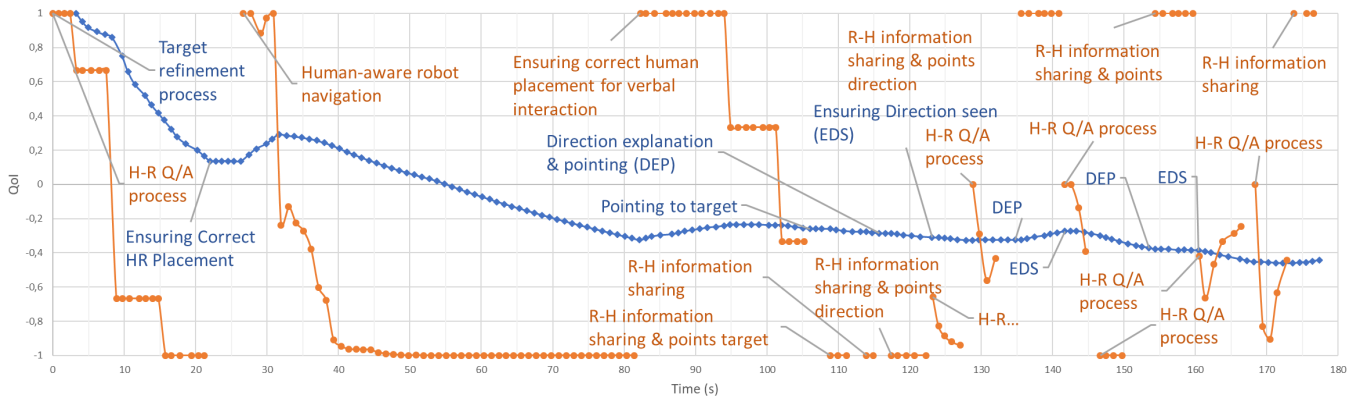 1
0,8
0,6
0,4
0,2
0
-0,2
-0,4
-0,6
-0,8
-1
QoI
0
10
20
30
40
50
60
70
80
90
100
110
120
130
140
150
160
170
180
Time (s)
Target
refinement
process
H-R Q/A
process
Ensuring Correct
HR Placement
Human-aware robot
navigation
Ensuring correct human
placement for verbal
interaction
Direction explanation
& pointing (DEP)
Pointing to target
R-H information
sharing
R-H information
sharing & points target
R-H information
sharing & points
direction
Ensuring Direction seen
(EDS)
H-R Q/A
process
R-H information
sharing & points
direction
H-R...
DEP
EDS
R-H information
sharing & points
H-R Q/A process
DEP
EDS
H-R Q/A
process
H-R Q/A
process
R-H information
sharing
H-R Q/A process